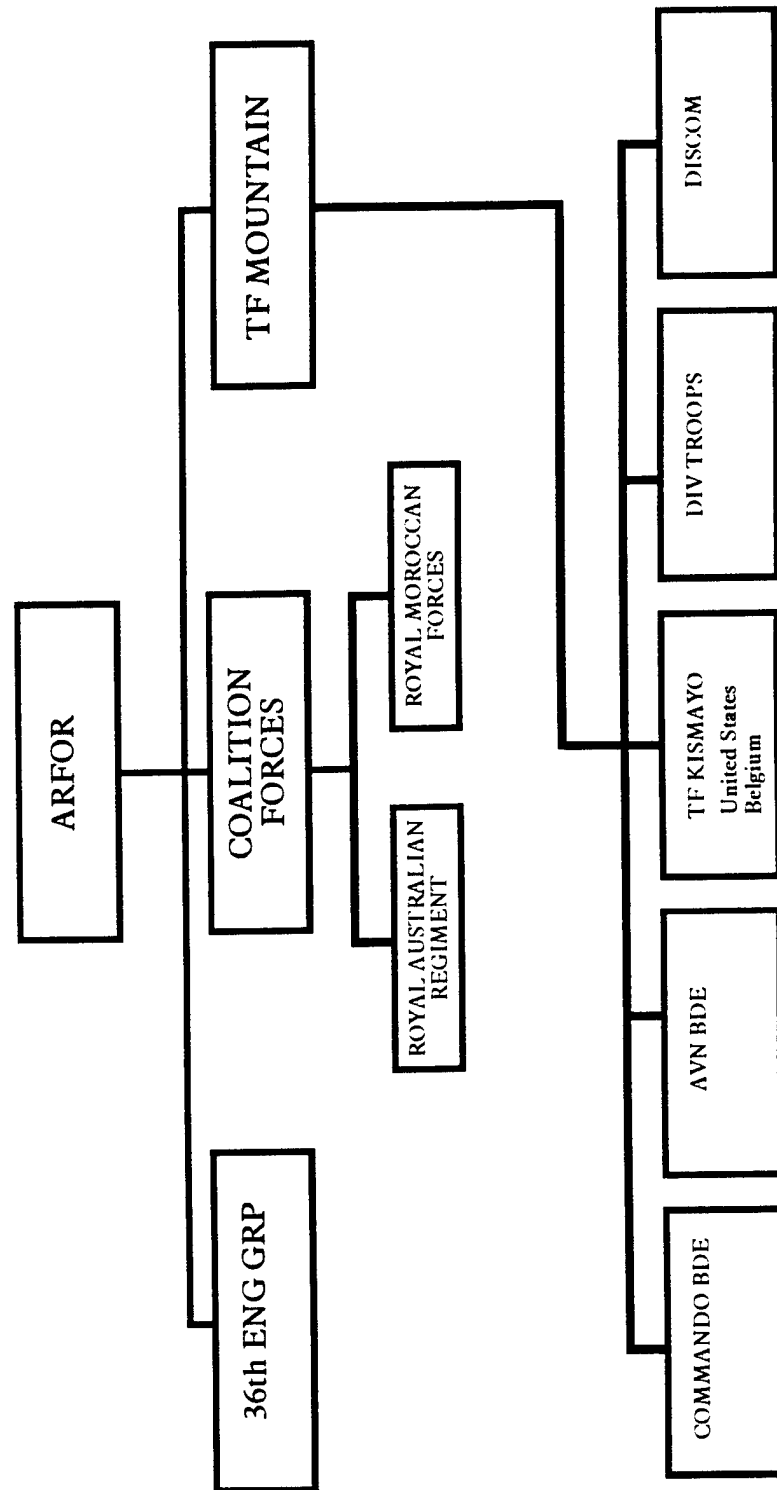 ARFOR
36th ENG GRP
COALITION
FORCES
TF MOUNTAIN
ROYAL AUSTRALIAN
REGIMENT
ROYAL MOROCCAN
FORCES
COMMANDO BDE
AVN BDE
TF KISMAYO
United States
Belgium
DIV TROOPS
DISCOM